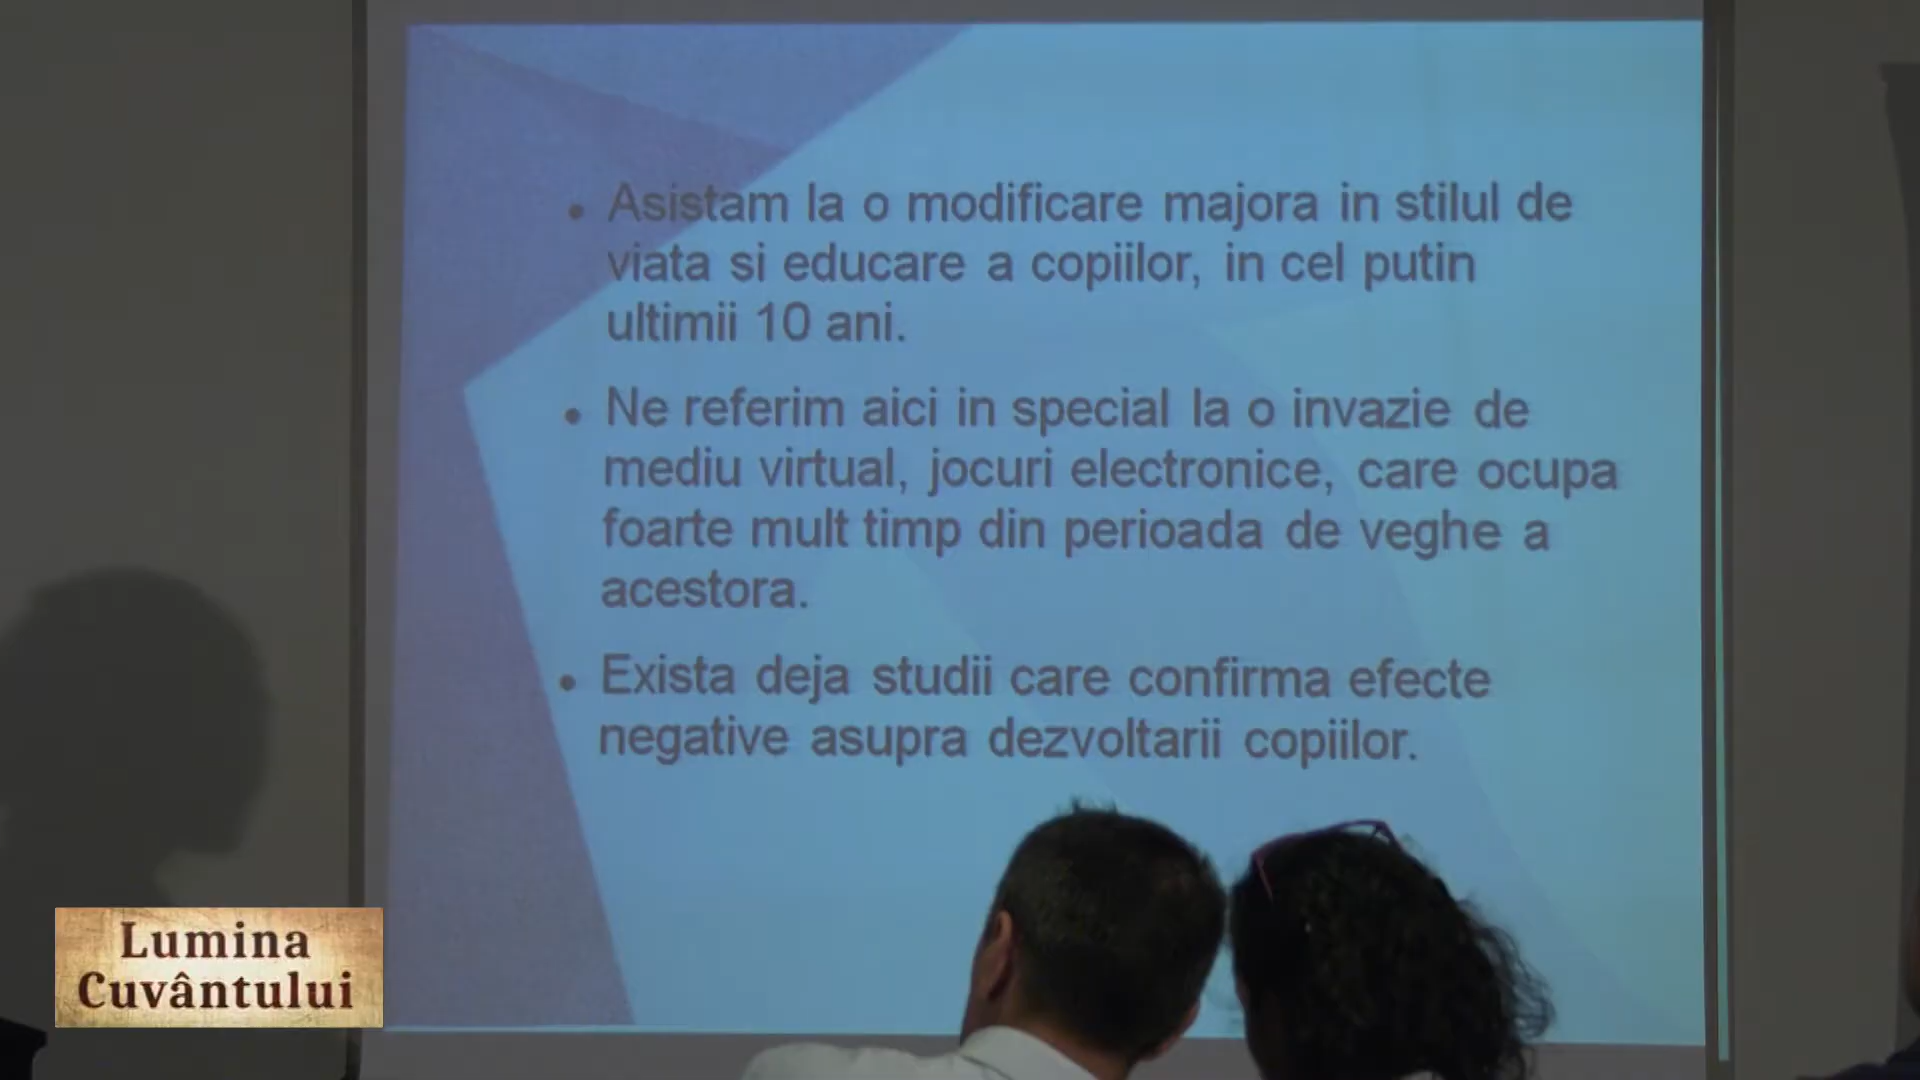 Asistam la o modificare majora in stilul de
viata si educare a copiilor, in cel putin
ultimii 10 ani.
Ne referim aici in special la o invazie de
mediu virtual, jocuri electronice, care ocupa
foarte mult timp din perioada de veghe a
acestora.
Exista deja studii care confirma efecte
negative asupra dezvoltarii copiilor.
Lumina
Cuvântului